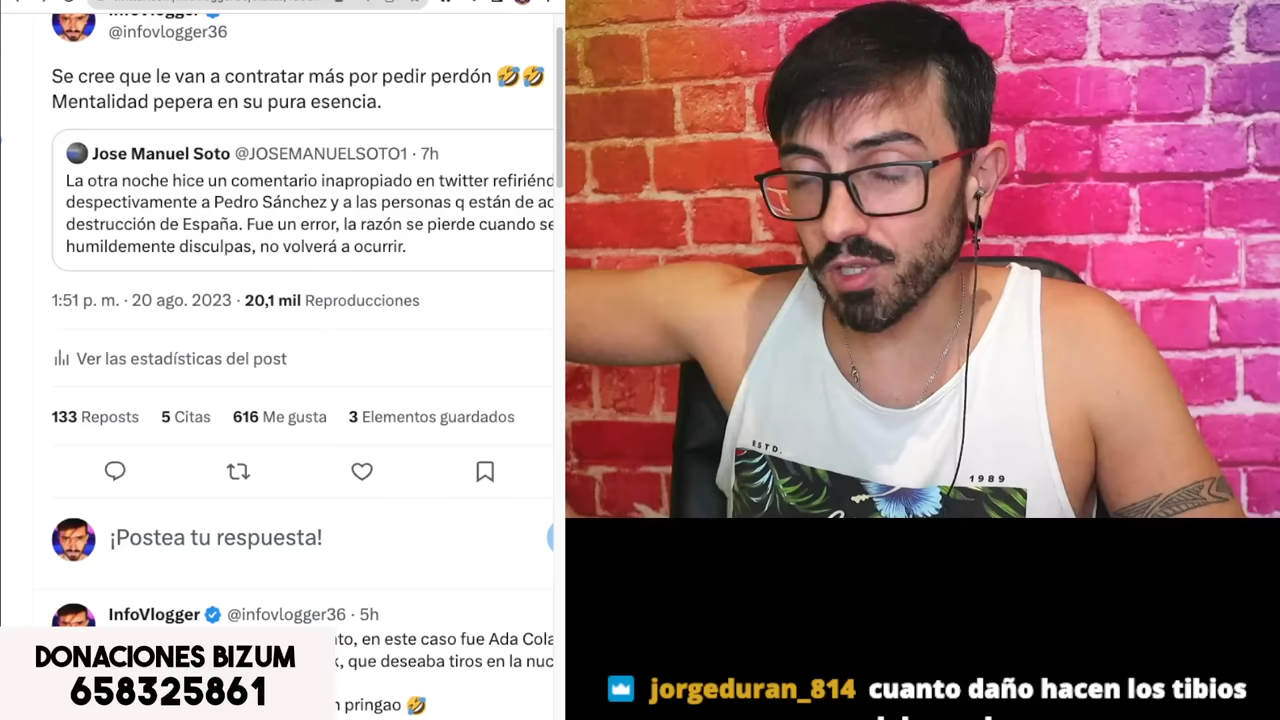 @infovlogger36
Se cree que le van a contratar más por pedir perdón 🤣🤣
Mentalidad pepera en su pura esencia.
Jose Manuel Soto @JOSEMANUELSOTO1 · 7h
La otra noche hice un comentario inapropiado en twitter refiriénd
despectivamente a Pedro Sánchez y a las personas q están de ac
destrucción de España. Fue un error, la razón se pierde cuando se
humildemente disculpas, no volverá a ocurrir.
1:51 p. m. · 20 ago. 2023 · 20,1 mil Reproducciones
Ver las estadísticas del post
133 Reposts 5 Citas 616 Me gusta 3 Elementos guardados
¡Postea tu respuesta!
InfoVlogger @infovlogger36 · 5h
nto, en este caso fue Ada Cola
, que deseaba tiros en la nuc
pringao 🤣
DONACIONES BIZUM
658325861
ESTD.
1989
jorgeduran_814 cuanto daño hacen los tibios